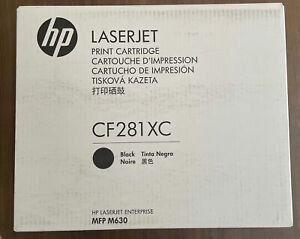 hp
LASERJET
PRINT CARTRIDGE
CARTOUCHE D'IMPRESSION
CARTUCHO DE IMPRESIÓN
TISKOVÁ KAZETA
打印硒鼓
CF281XC
Black Tinta Negra
Noire 黑色
HP LASERJET ENTERPRISE
MFP M630